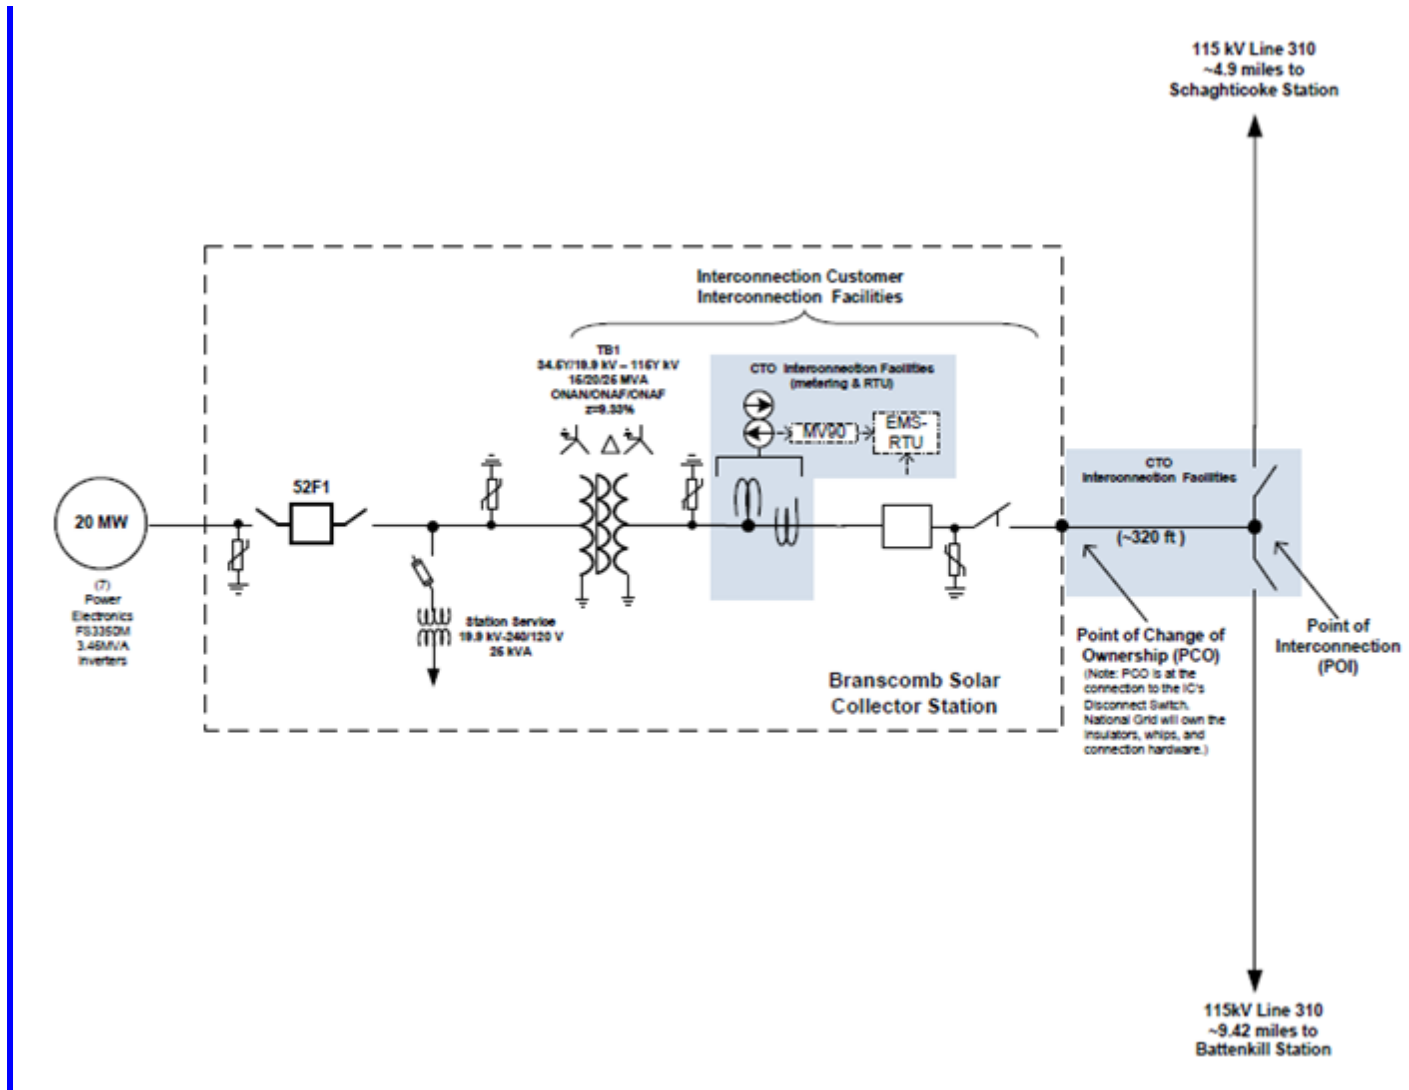 115 kV Line 310
~4.9 miles to
Schaghticoke Station
Interconnection Customer
Interconnection Facilities
TB1
34.5Y/19.9 kV – 115Y kV
15/20/25 MVA
ONAN/ONAF/ONAF
z=9.33%
CTO Interconnection Facilities
(metering & RTU)
MV90
EMS-
RTU
CTO
Interconnection Facilities
52F1
20 MW
(~320 ft )
(7)
Power
Electronics
FS3350M
3.45MVA
Inverters
Station Service
19.9 kV-240/120 V
25 kVA
Point of Change of
Ownership (PCO)
(Note: PCO is at the
connection to the IC's
Disconnect Switch.
National Grid will own the
insulators, whips, and
connection hardware.)
Point of
Interconnection
(POI)
Branscomb Solar
Collector Station
115kV Line 310
~9.42 miles to
Battenkill Station